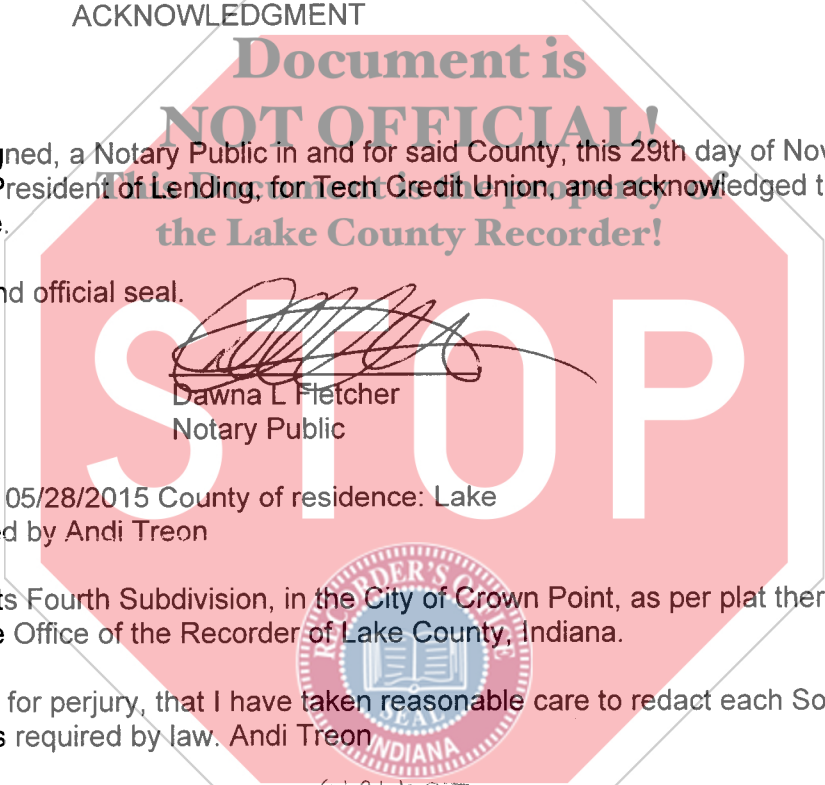 ACKNOWLEDGMENT
Document is
NOT OFFICIAL!
gned, a Notary Public in and for said County, this 29th day of Nov
President of Lending, for Tech Credit Union, and acknowledged t
This Document is the property of
e.
the Lake County Recorder!
nd official seal.
STOP
Dawna L Fletcher
Notary Public
05/28/2015 County of residence: Lake
d by Andi Treon
ts Fourth Subdivision, in the City of Crown Point, as per plat ther
e Office of the Recorder of Lake County, Indiana.
for perjury, that I have taken reasonable care to redact each So
s required by law. Andi Treon
SEAL
INDIANA